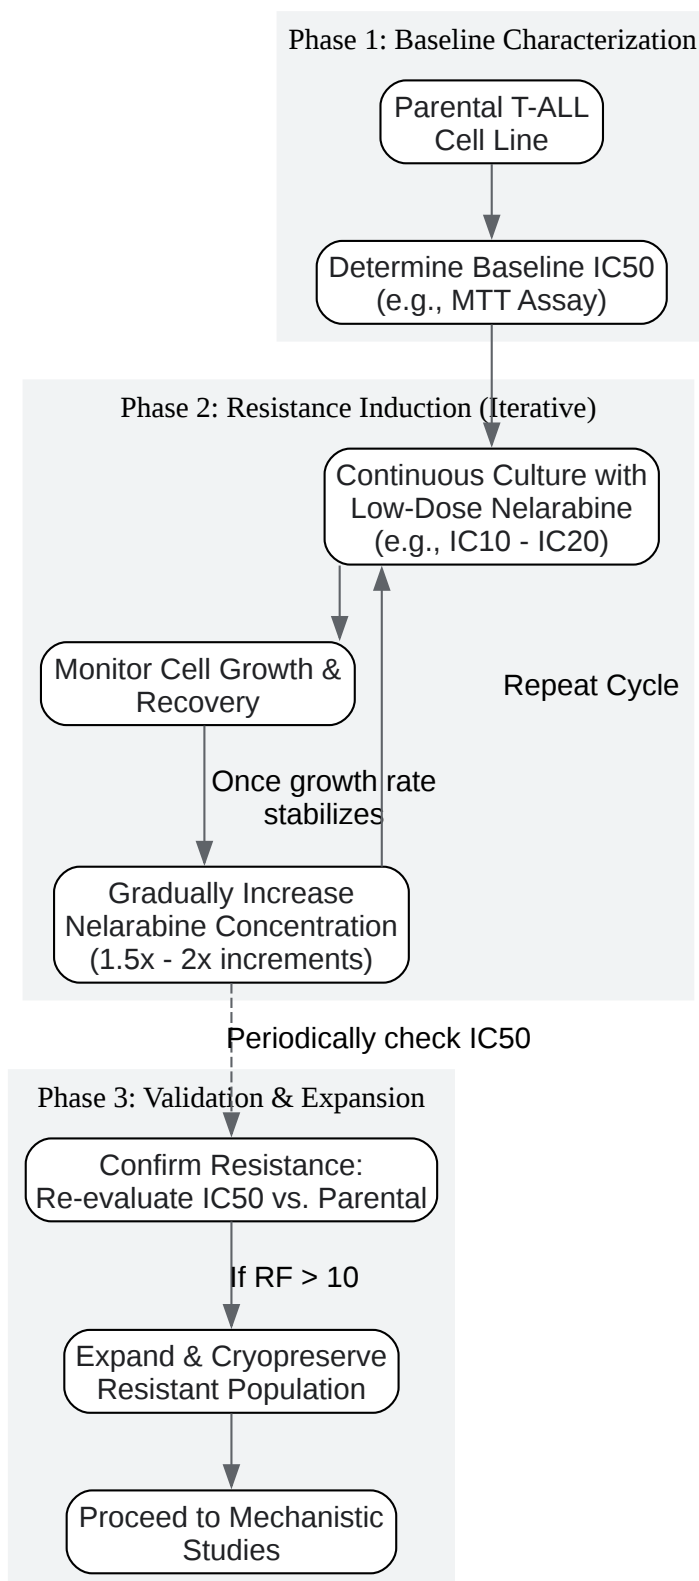 Phase 1: Baseline Characterization
Parental T-ALL
Cell Line
Determine Baseline IC50
(e.g., MTT Assay)
Phase 2: Resistance Induction (Iterative)
Continuous Culture with
Low-Dose Nelarabine
(e.g., IC10 - IC20)
Monitor Cell Growth &
Recovery
Repeat Cycle
Once growth rate
stabilizes
Gradually Increase
Nelarabine Concentration
(1.5x - 2x increments)
Periodically check IC50
Phase 3: Validation & Expansion
Confirm Resistance:
Re-evaluate IC50 vs. Parental
If RF > 10
Expand & Cryopreserve
Resistant Population
Proceed to Mechanistic
Studies